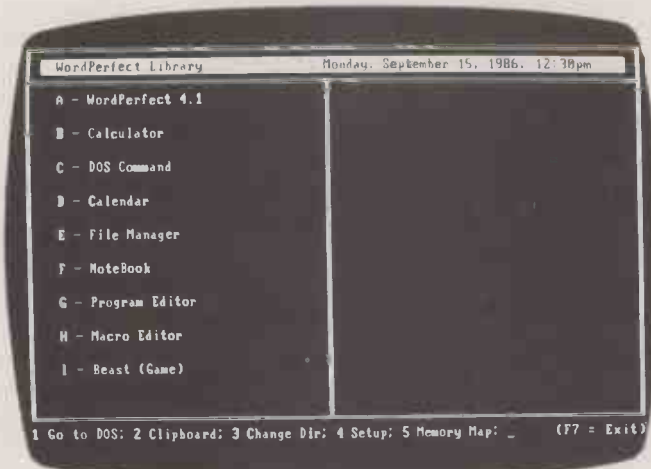 WordPerfect Library Monday, September 15, 1986, 12:30pm
A - WordPerfect 4.1
B - Calculator
C - DOS Command
D - Calendar
E - File Manager
F - NoteBook
G - Program Editor
H - Macro Editor
I - Beast (Game)
1 Go to DOS; 2 Clipboard; 3 Change Dir; 4 Setup; 5 Memory Map: _ (F7 = Exit)